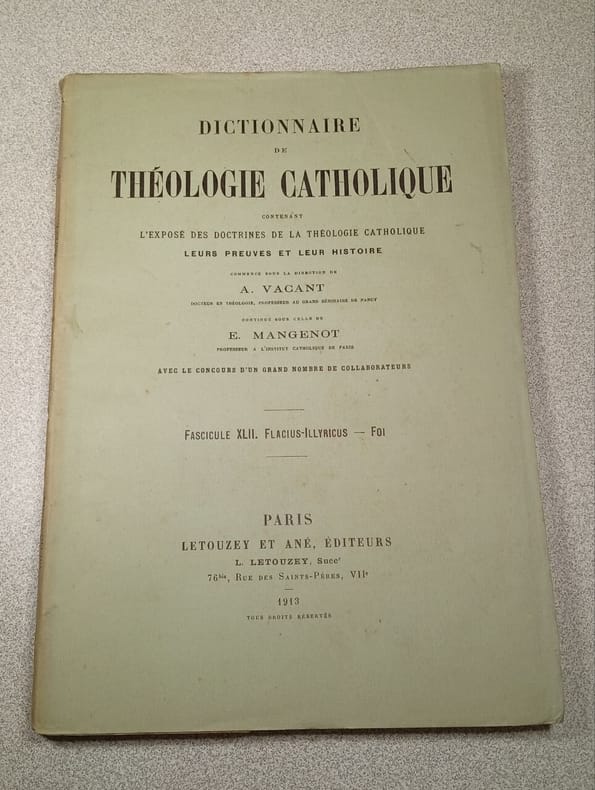 DICTIONNAIRE
DE
THÉOLOGIE CATHOLIQUE
CONTENANT
L'EXPOSÉ DES DOCTRINES DE LA THÉOLOGIE CATHOLIQUE
LEURS PREUVES ET LEUR HISTOIRE
COMMENCÉ SOUS LA DIRECTION DE
A. VACANT
DOCTEUR EN THÉOLOGIE, PROFESSEUR AU GRAND SÉMINAIRE DE NANCY
CONTINUÉ SOUS CELLE DE
E. MANGENOT
PROFESSEUR A L'INSTITUT CATHOLIQUE DE PARIS
AVEC LE CONCOURS D'UN GRAND NOMBRE DE COLLABORATEURS
FASCICULE XLII. FLACIUS-ILLYRICUS — FOI
PARIS
LETOUZEY ET ANÉ, ÉDITEURS
L. LETOUZEY, Succʳ
76ᵇⁱˢ, RUE DES SAINTS-PÈRES, VIIᵉ
1913
TOUS DROITS RÉSERVÉS